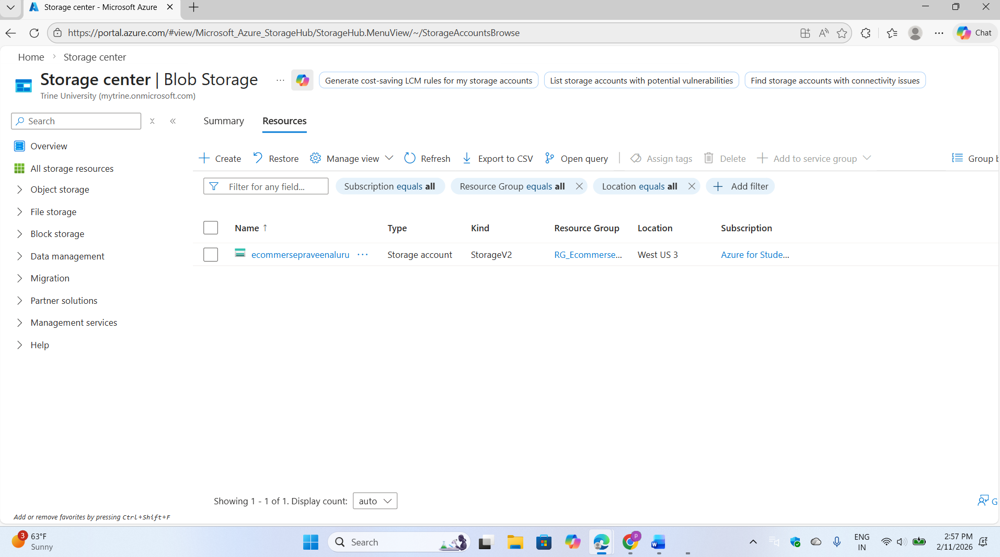 Storage center - Microsoft Azure
https://portal.azure.com/#view/Microsoft_Azure_StorageHub/StorageHub.MenuView/~/StorageAccountsBrowse
Chat
Home > Storage center
Storage center | Blob Storage
Generate cost-saving LCM rules for my storage accounts
List storage accounts with potential vulnerabilities
Find storage accounts with connectivity issues
Trine University (mytrine.onmicrosoft.com)
Search
Summary
Resources
Overview
All storage resources
Object storage
File storage
Block storage
Data management
Migration
Partner solutions
Management services
Help
Create
Restore
Manage view
Refresh
Export to CSV
Open query
Assign tags
Delete
Add to service group
Group b
Filter for any field...
Subscription equals all
Resource Group equals all
Location equals all
Add filter
Name ↑ Type Kind Resource Group Location Subscription
ecommersepraveenaluru ... Storage account StorageV2 RG_Ecommerse... West US 3 Azure for Stude...
Showing 1 - 1 of 1. Display count: auto
G
Add or remove favorites by pressing Ctrl+Shift+F
3
63°F
Sunny
Search
P
W
ENG
IN
2:57 PM
2/11/2026